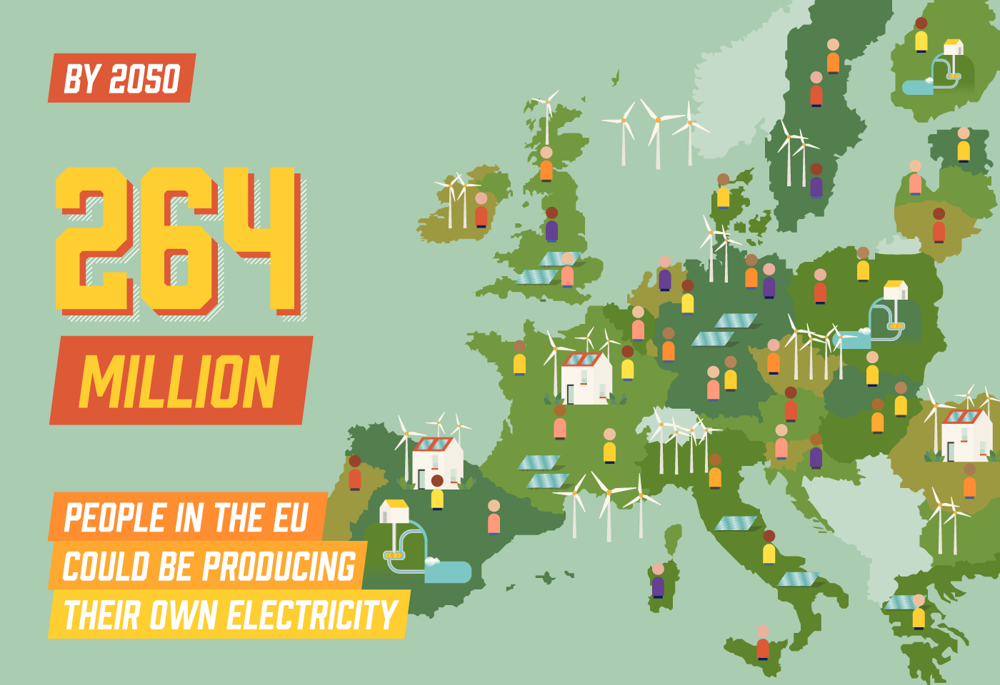 BY 2050
264
MILLION
PEOPLE IN THE EU
COULD BE PRODUCING
THEIR OWN ELECTRICITY